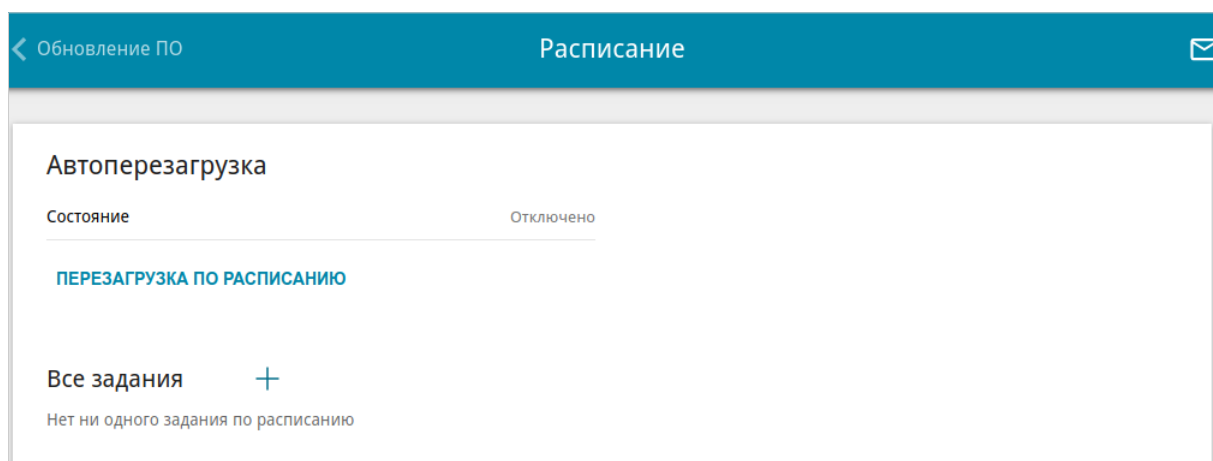 Обновление ПО
Расписание
Автоперезагрузка
Состояние Отключено
ПЕРЕЗАГРУЗКА ПО РАСПИСАНИЮ
Все задания
Нет ни одного задания по расписанию